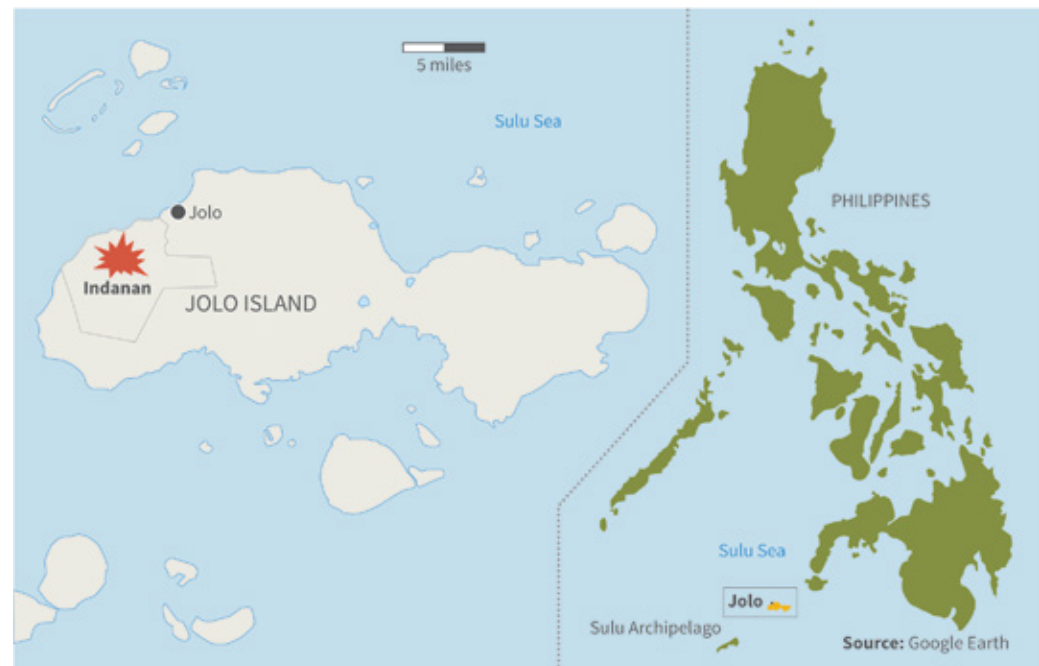 5 miles
Sulu Sea
Jolo
Indanan
JOLO ISLAND
PHILIPPINES
Sulu Sea
Jolo
Sulu Archipelago
Source: Google Earth